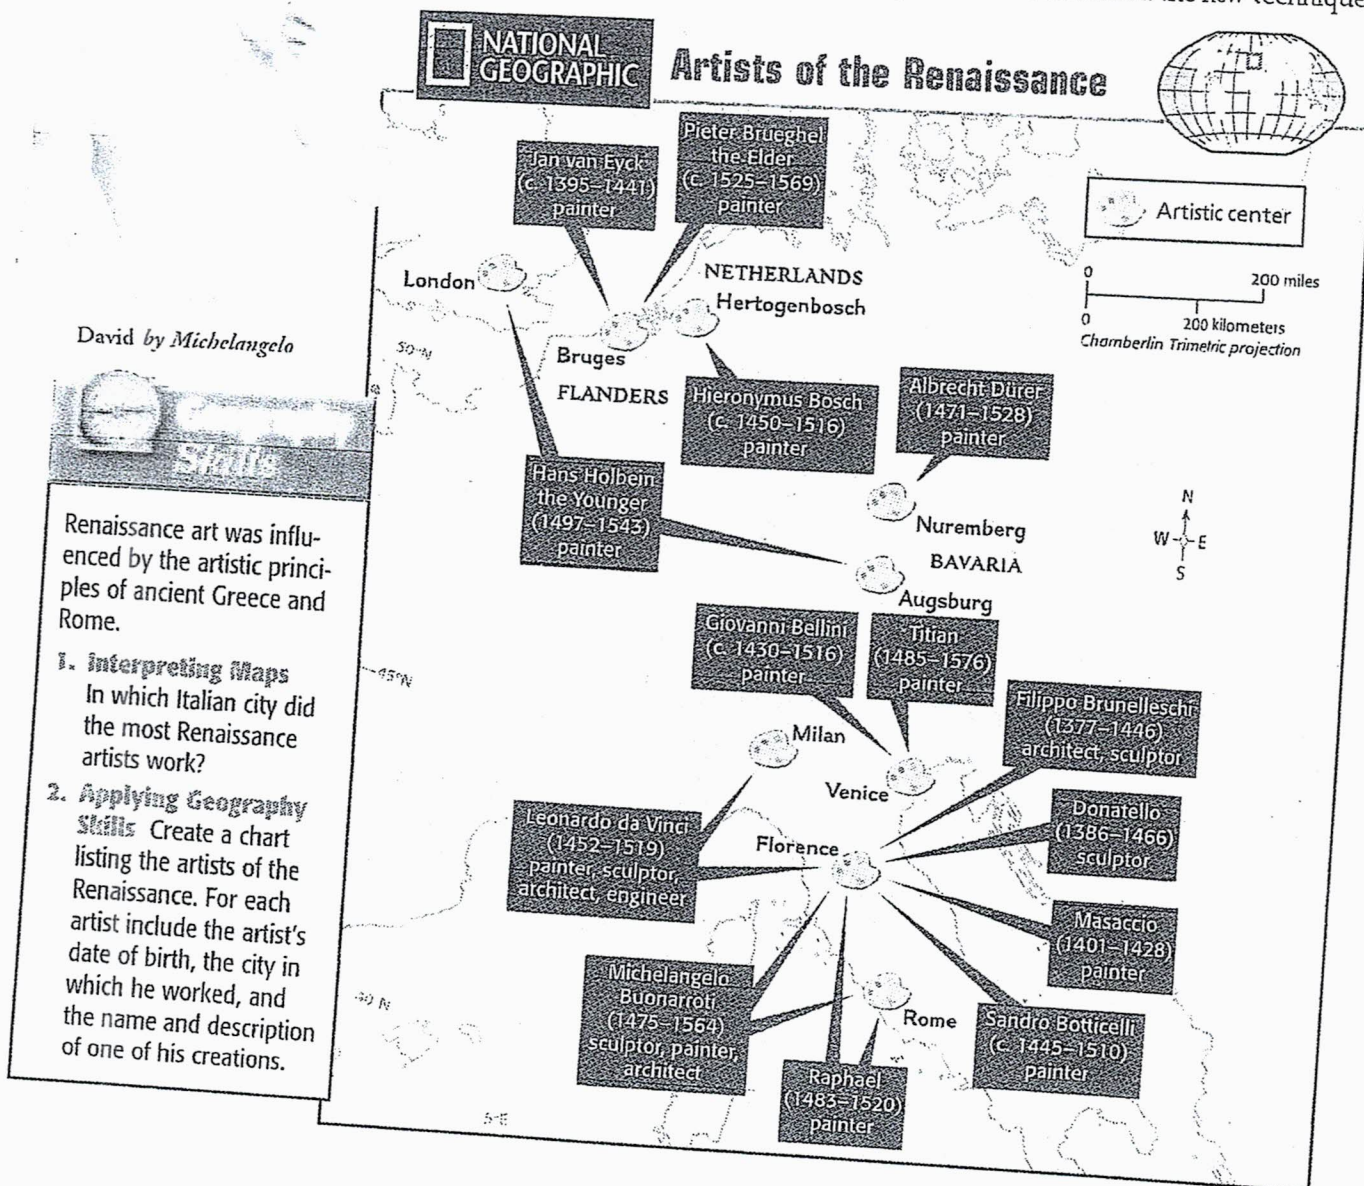 new technique
NATIONAL
GEOGRAPHIC
Artists of the Renaissance
Jan van Eyck
(c. 1395–1441)
painter
Pieter Brueghel
the Elder
(c. 1525–1569)
painter
Artistic center
0
200 miles
0
200 kilometers
Chamberlin Trimetric projection
London
NETHERLANDS
Hertogenbosch
Bruges
FLANDERS
50°N
David by Michelangelo
Skills
Hieronymus Bosch
(c. 1450–1516)
painter
Albrecht Dürer
(1471–1528)
painter
Hans Holbein
the Younger
(1497–1543)
painter
Nuremberg
BAVARIA
Augsburg
N
W E
S
Renaissance art was influ-
enced by the artistic princi-
ples of ancient Greece and
Rome.
1. Interpreting Maps
In which Italian city did
the most Renaissance
artists work?
2. Applying Geography
Skills Create a chart
listing the artists of the
Renaissance. For each
artist include the artist's
date of birth, the city in
which he worked, and
the name and description
of one of his creations.
45°N
Giovanni Bellini
(c. 1430–1516)
painter
Titian
(1485–1576)
painter
Filippo Brunelleschi
(1377–1446)
architect, sculptor
Milan
Venice
Leonardo da Vinci
(1452–1519)
painter, sculptor,
architect, engineer
Florence
Donatello
(1386–1466)
sculptor
Masaccio
(1401–1428)
painter
Michelangelo
Buonarroti
(1475–1564)
sculptor, painter,
architect
40 N
Rome
Sandro Botticelli
(c. 1445–1510)
painter
Raphael
(1483–1520)
painter
5°E